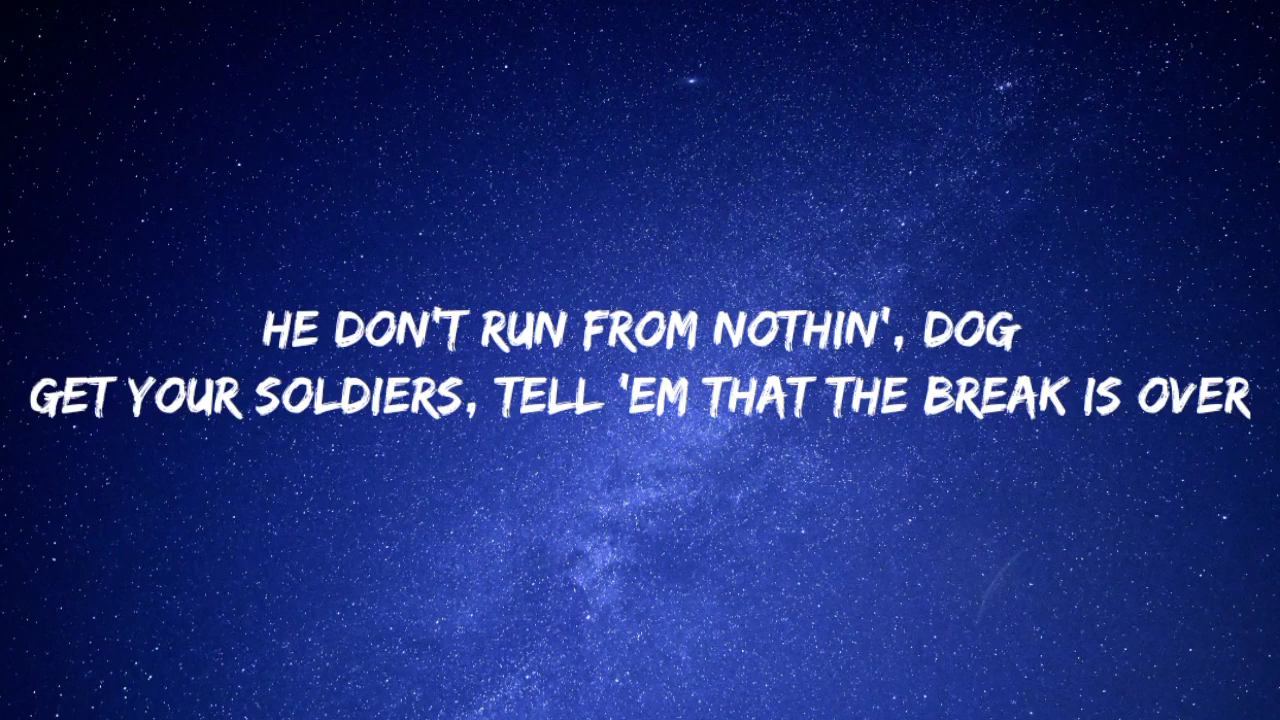 HE DON'T RUN FROM NOTHIN', DOG
GET YOUR SOLDIERS, TELL 'EM THAT THE BREAK IS OVER